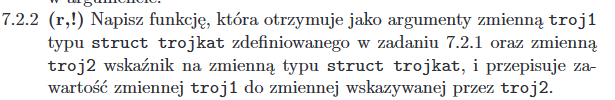 w argumencie.
7.2.2 (r,!) Napisz funkcję, która otrzymuje jako argumenty zmienną troj1
typu struct trojkat zdefiniowanego w zadaniu 7.2.1 oraz zmienną
troj2 wskaźnik na zmienną typu struct trojkat, i przepisuje za-
wartość zmiennej troj1 do zmiennej wskazywanej przez troj2.